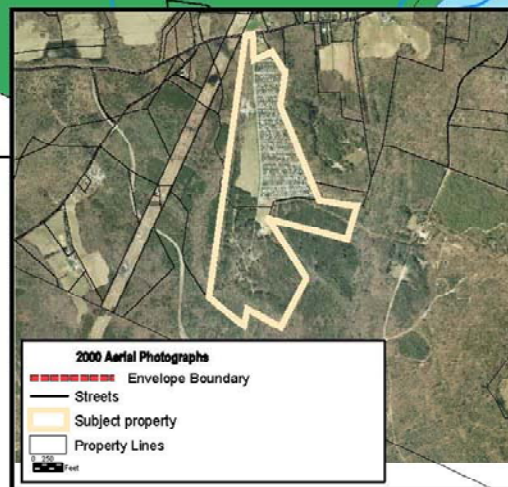 2000 Aerial Photographs
Envelope Boundary
Streets
Subject property
Property Lines
0 250
Feet